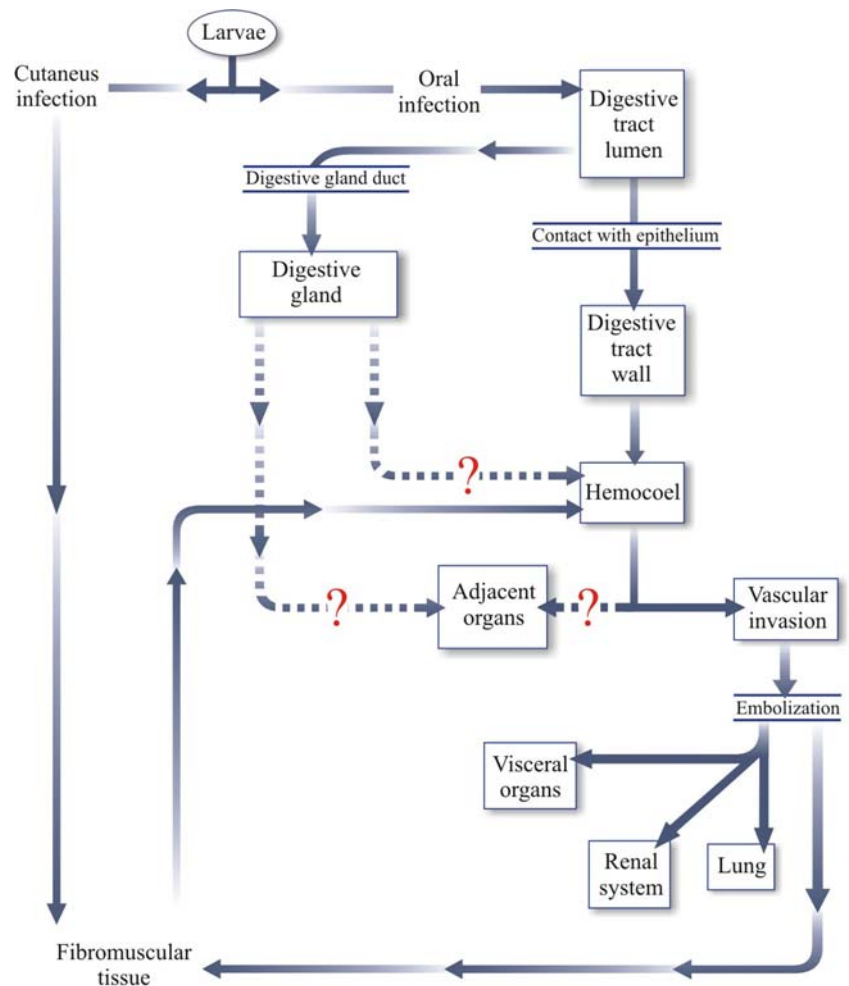 Larvae
Cutaneus
infection
Oral
infection
Digestive
tract
lumen
Digestive gland duct
Contact with epithelium
Digestive
gland
Digestive
tract
wall
?
Hemocoel
?
Adjacent
organs
?
Vascular
invasion
Embolization
Visceral
organs
Renal
system
Lung
Fibromuscular
tissue